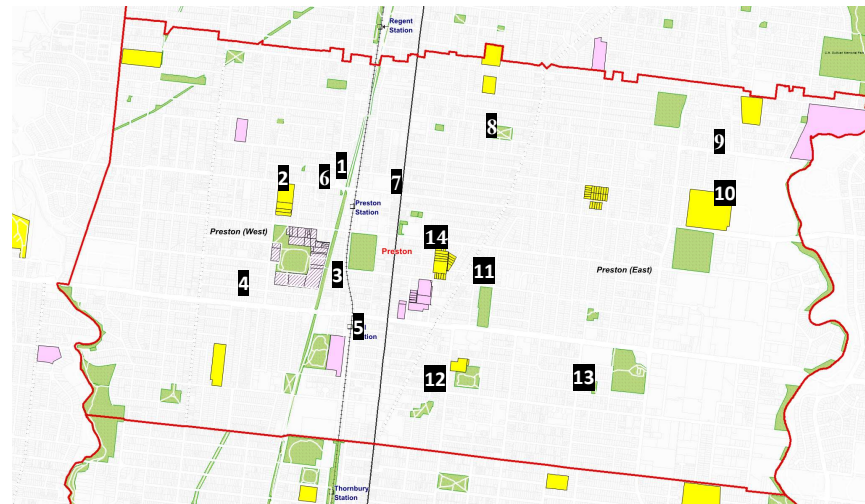 Regent
Station
8
1
9
2
6
7
10
Preston
Station
Preston (West)
14
Preston
3
11
Preston (East)
4
5
12
13
Thornbury
Station